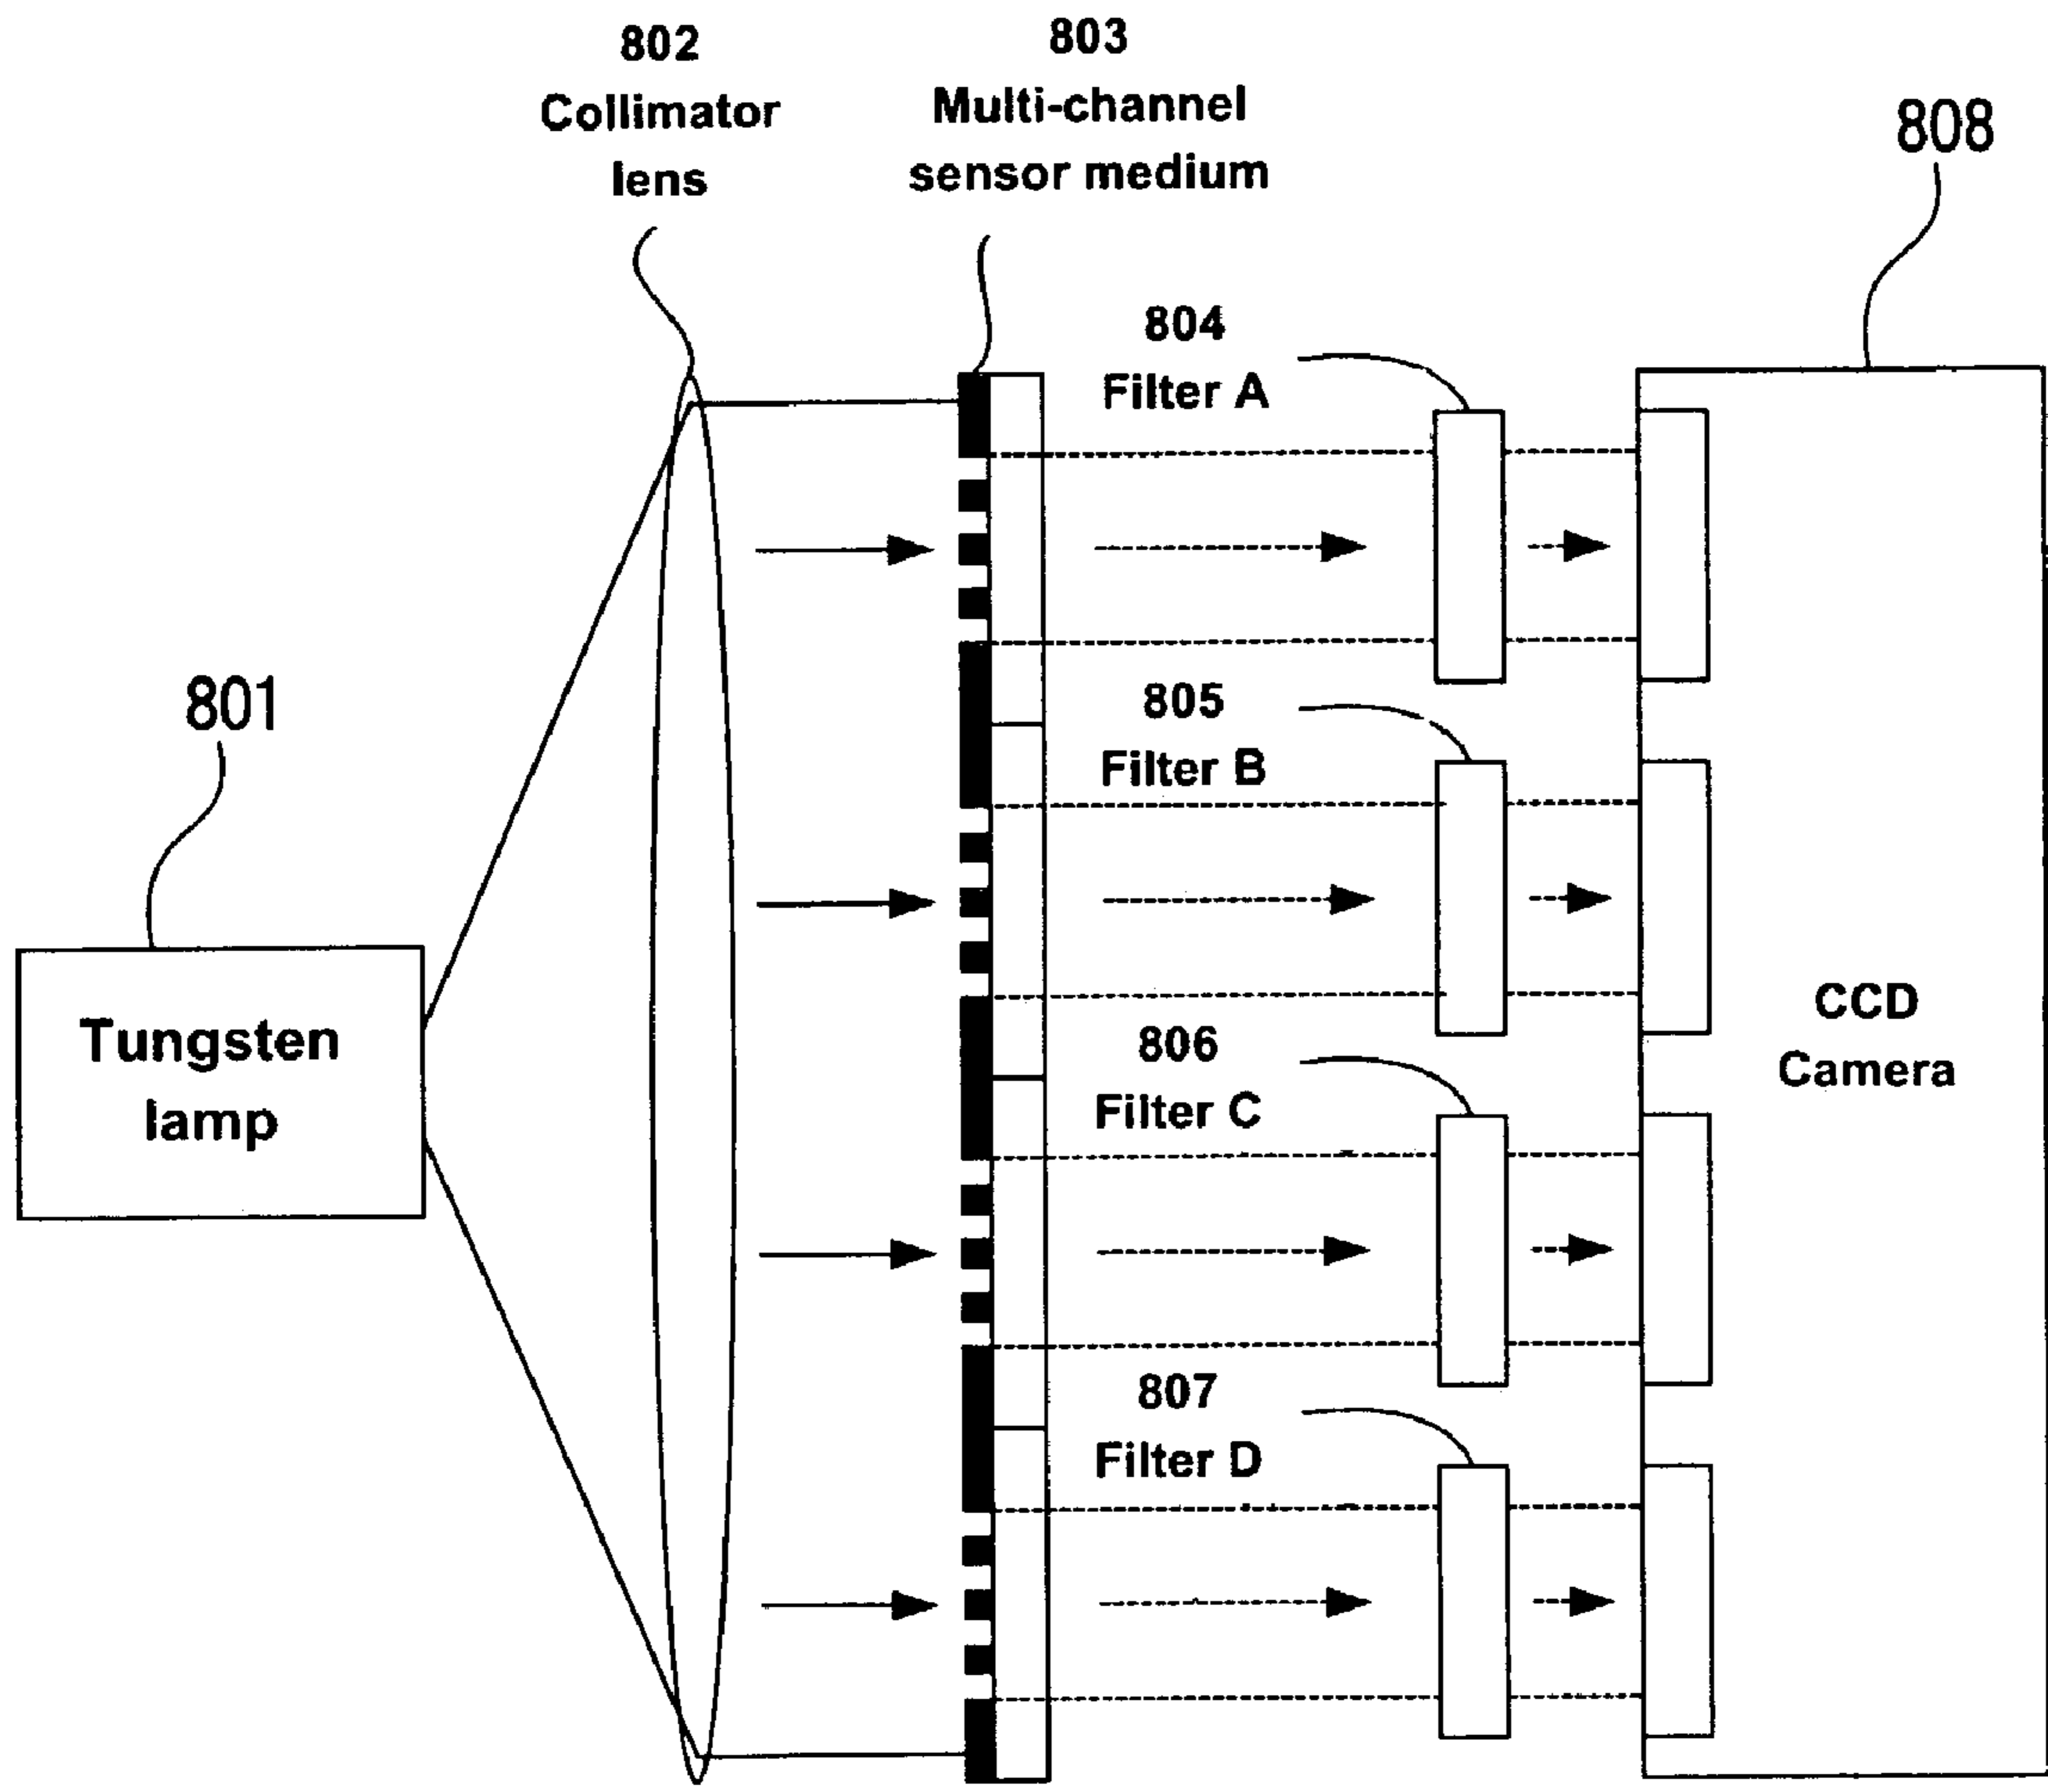 802
Collimator
lens
803
Multi-channel
sensor medium
808
804
Filter A
801
805
Filter B
Tungsten
lamp
CCD
Camera
806
Filter C
807
Filter D